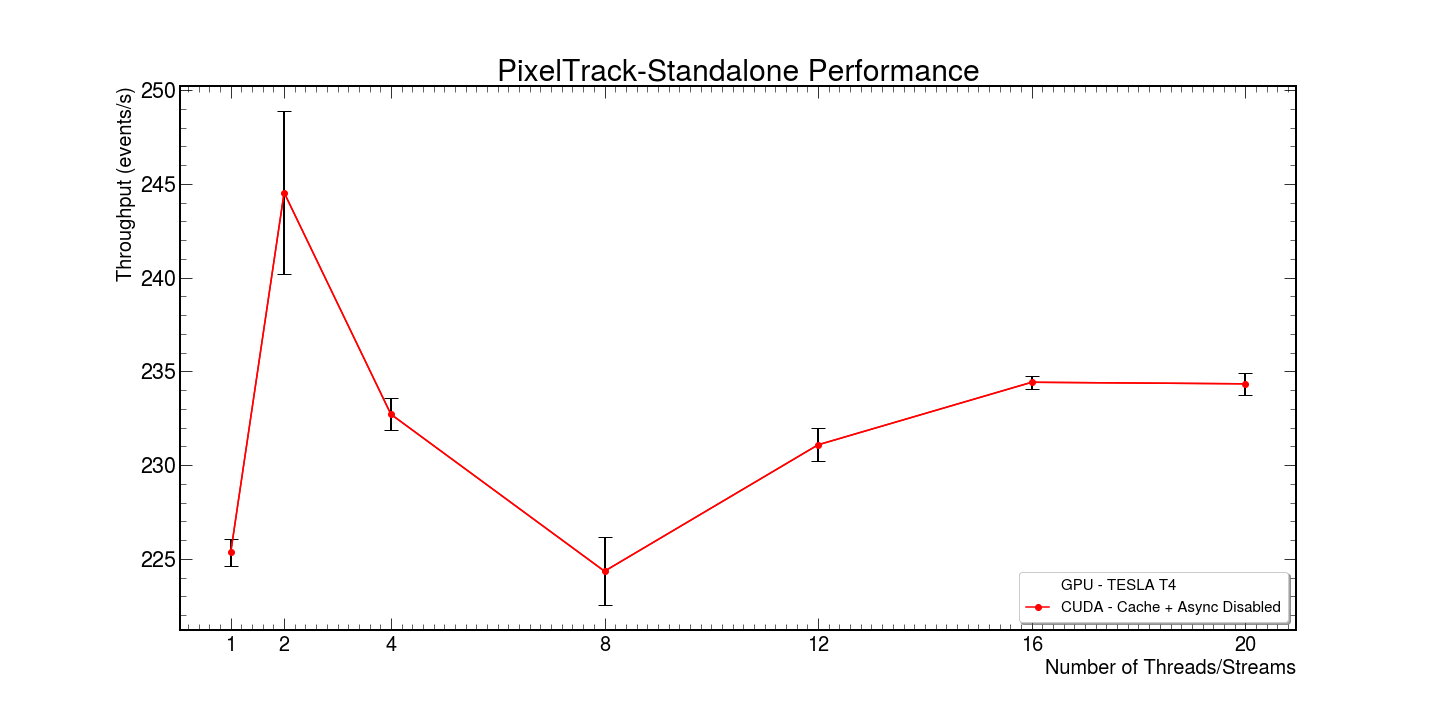 PixelTrack-Standalone Performance
Throughput (events/s)
250
245
240
235
230
225
GPU - TESLA T4
CUDA - Cache + Async Disabled
1 2 4 8 12 16 20
Number of Threads/Streams